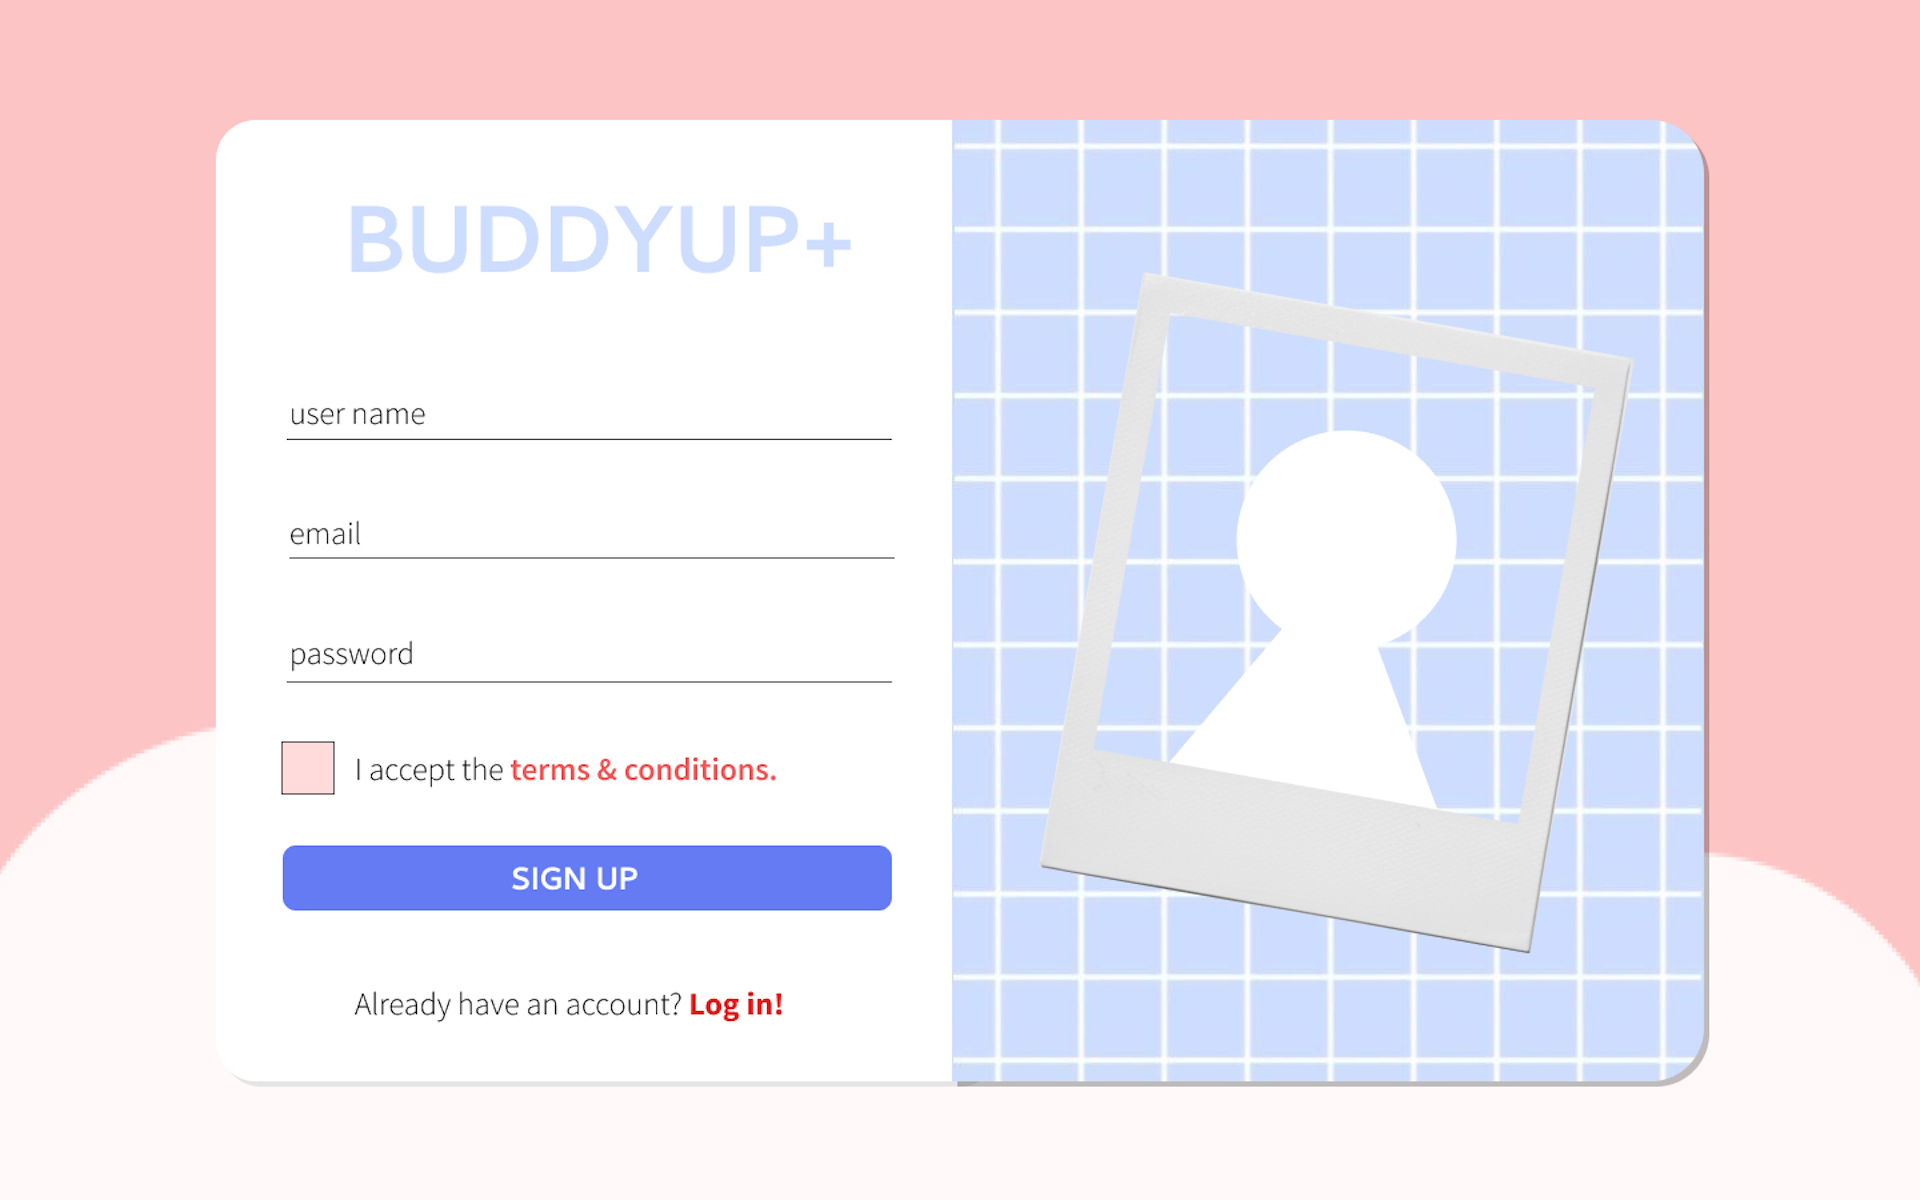 BUDDYUP+
user name
email
password
I accept the terms & conditions.
SIGN UP
Already have an account? Log in!